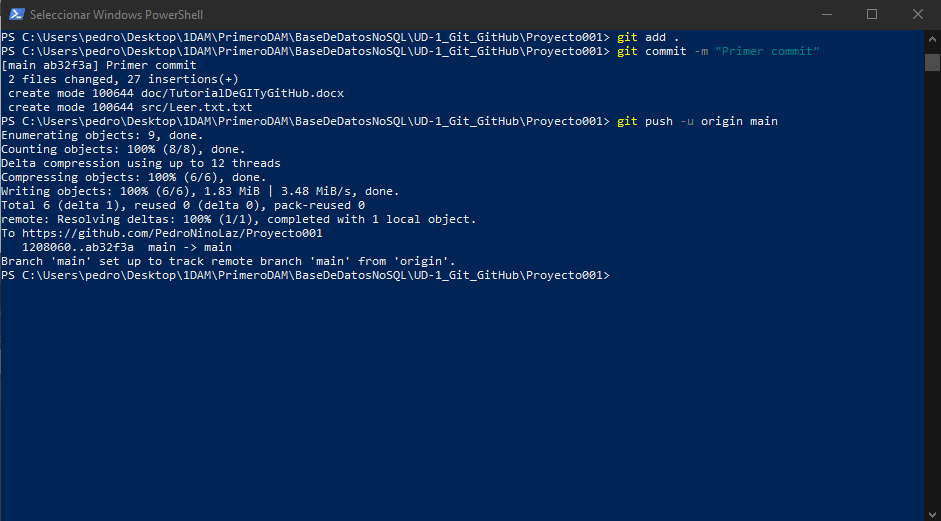 Seleccionar Windows PowerShell
PS C:\Users\pedro\Desktop\1DAM\PrimeroDAM\BaseDeDatosNoSQL\UD-1_Git_GitHub\Proyecto001> git add .
PS C:\Users\pedro\Desktop\1DAM\PrimeroDAM\BaseDeDatosNoSQL\UD-1_Git_GitHub\Proyecto001> git commit -m "Primer commit"
[main ab32f3a] Primer commit
 2 files changed, 27 insertions(+)
 create mode 100644 doc/TutorialDeGITyGitHub.docx
 create mode 100644 src/Leer.txt.txt
PS C:\Users\pedro\Desktop\1DAM\PrimeroDAM\BaseDeDatosNoSQL\UD-1_Git_GitHub\Proyecto001> git push -u origin main
Enumerating objects: 9, done.
Counting objects: 100% (8/8), done.
Delta compression using up to 12 threads
Compressing objects: 100% (6/6), done.
Writing objects: 100% (6/6), 1.83 MiB | 3.48 MiB/s, done.
Total 6 (delta 1), reused 0 (delta 0), pack-reused 0
remote: Resolving deltas: 100% (1/1), completed with 1 local object.
To https://github.com/PedroNinoLaz/Proyecto001
   1208060..ab32f3a  main -> main
Branch 'main' set up to track remote branch 'main' from 'origin'.
PS C:\Users\pedro\Desktop\1DAM\PrimeroDAM\BaseDeDatosNoSQL\UD-1_Git_GitHub\Proyecto001>